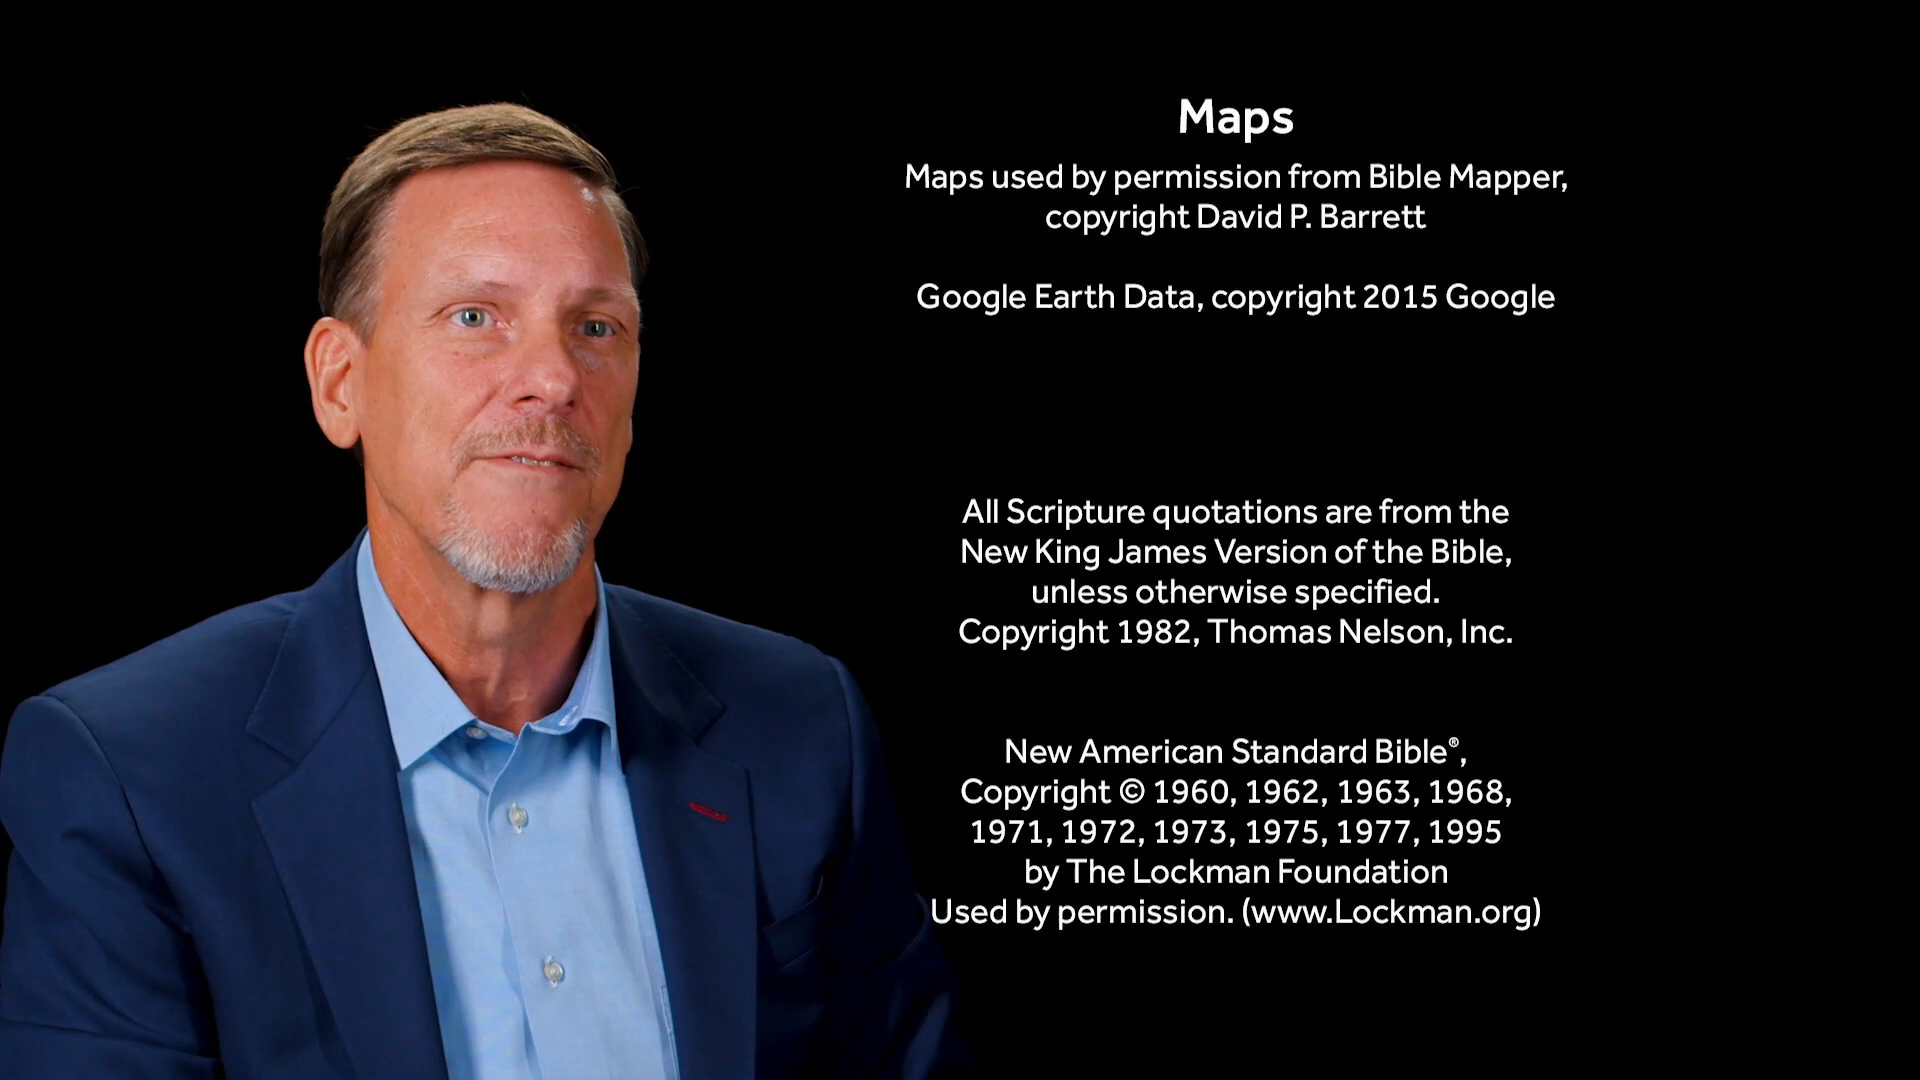 Maps
Maps used by permission from Bible Mapper,
copyright David P. Barrett
Google Earth Data, copyright 2015 Google
All Scripture quotations are from the
New King James Version of the Bible,
unless otherwise specified.
Copyright 1982, Thomas Nelson, Inc.
New American Standard Bible®,
Copyright © 1960, 1962, 1963, 1968,
1971, 1972, 1973, 1975, 1977, 1995
by The Lockman Foundation
Used by permission. (www.Lockman.org)